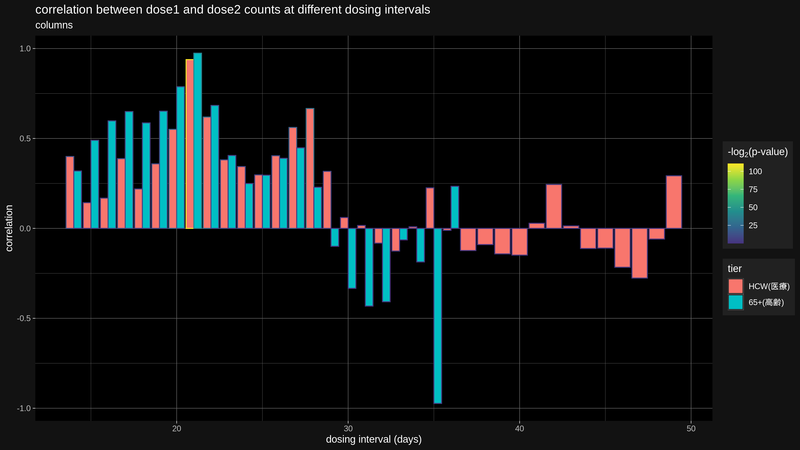 correlation between dose1 and dose2 counts at different dosing intervals
columns
1.0
0.5
0.0
-0.5
-1.0
correlation
20
30
40
50
dosing interval (days)
-log2(p-value)
100
75
50
25
tier
HCW(医療)
65+(高齢)